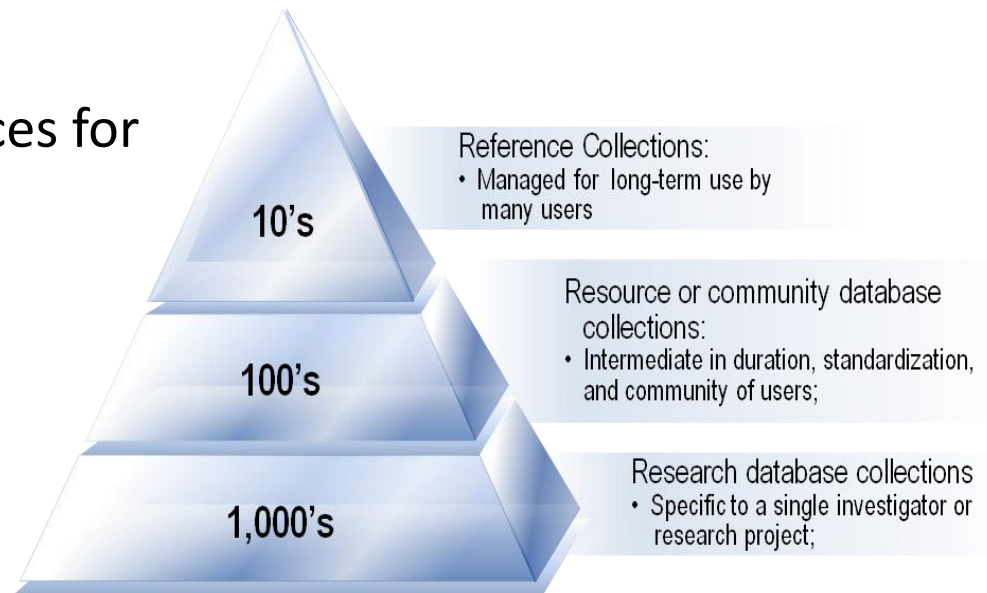 ces for
10's
Reference Collections:
• Managed for long-term use by
many users
100's
Resource or community database
collections:
• Intermediate in duration, standardization,
and community of users;
1,000's
Research database collections
• Specific to a single investigator or
research project;